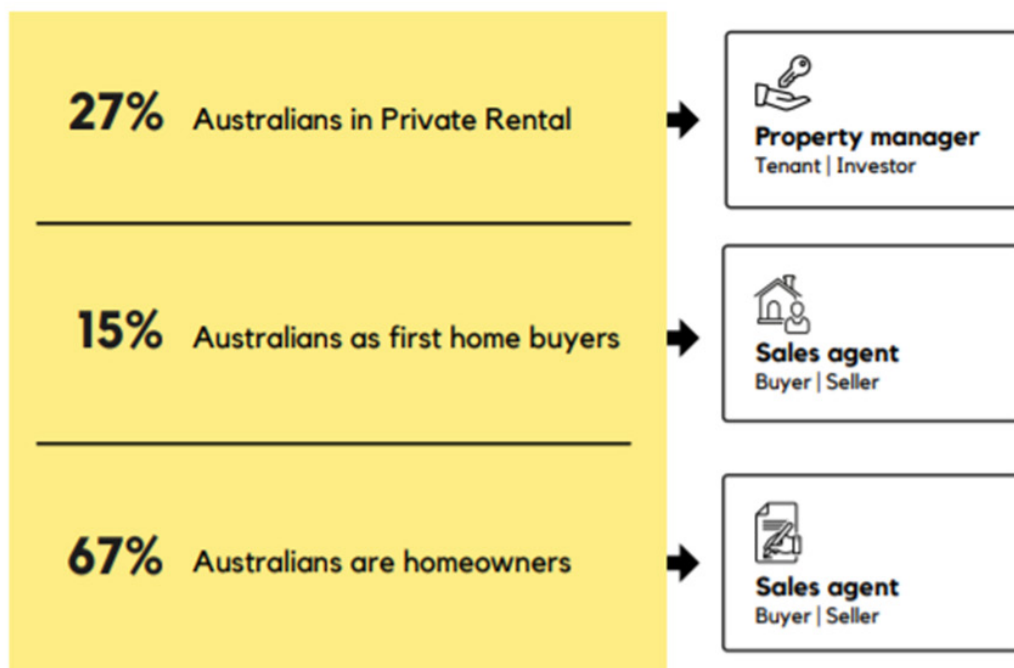 27% Australians in Private Rental
Property manager
Tenant | Investor
15% Australians as first home buyers
Sales agent
Buyer | Seller
67% Australians are homeowners
Sales agent
Buyer | Seller